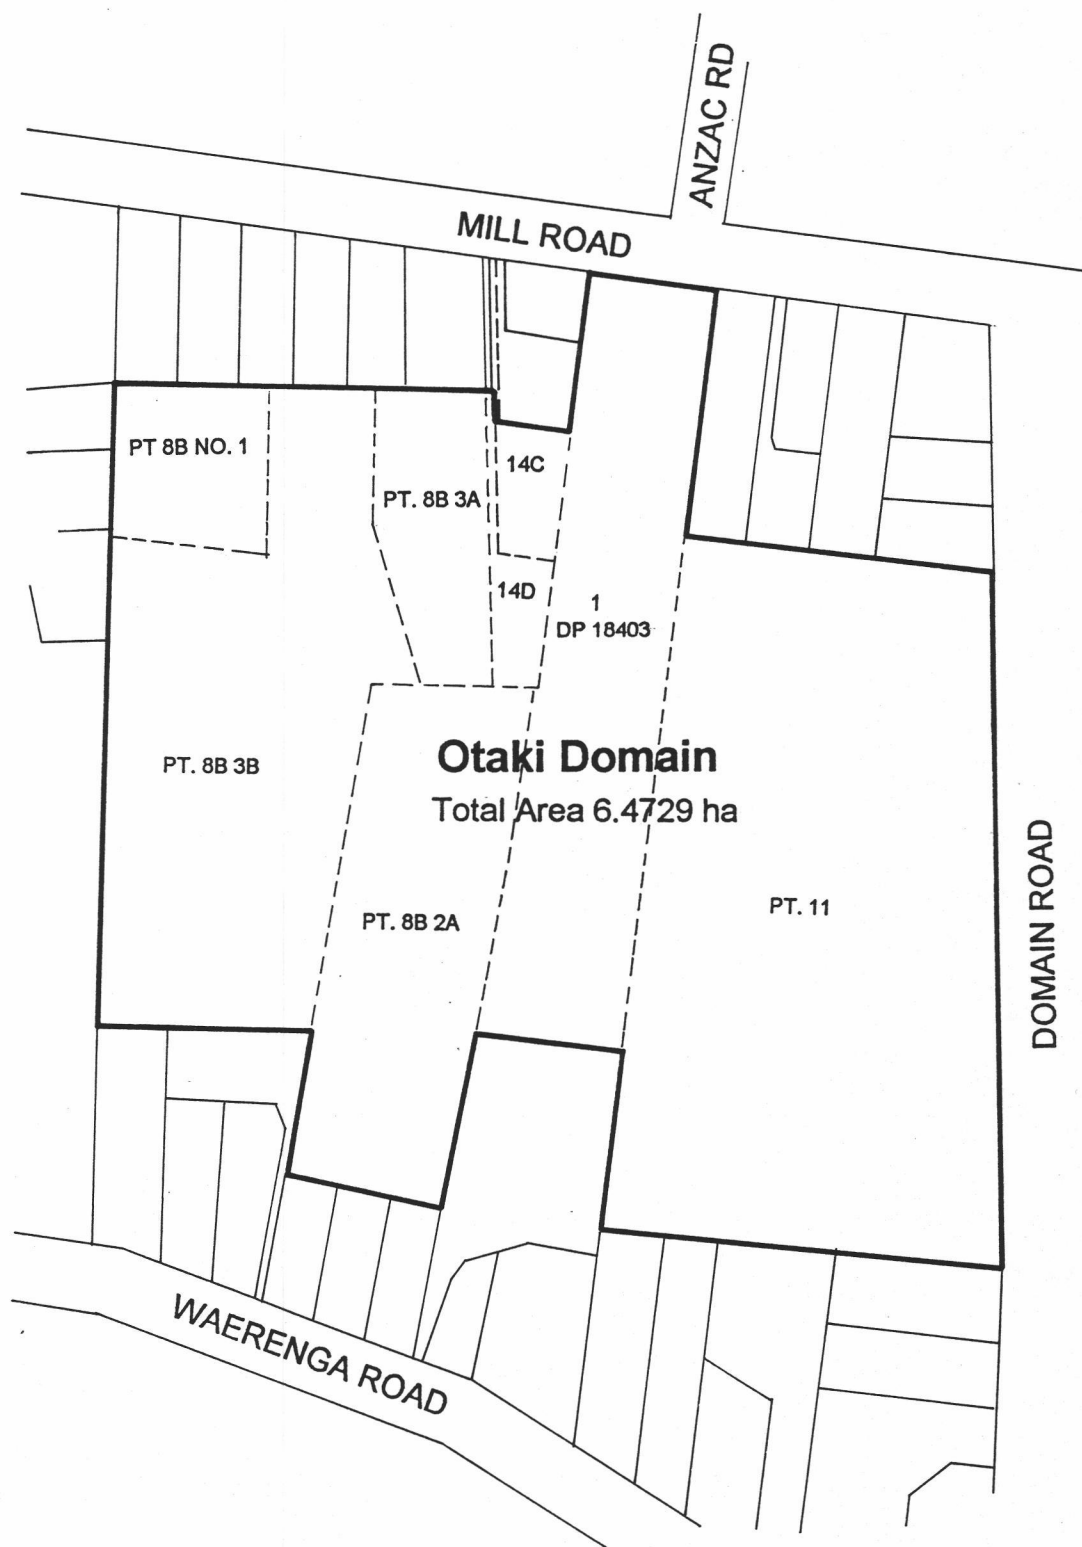 ANZAC RD
MILL ROAD
PT 8B NO. 1
14C
PT. 8B 3A
14D
1
DP 18403
Otaki Domain
PT. 8B 3B
Total Area 6.4729 ha
PT. 8B 2A
PT. 11
DOMAIN ROAD
WAERENGA ROAD